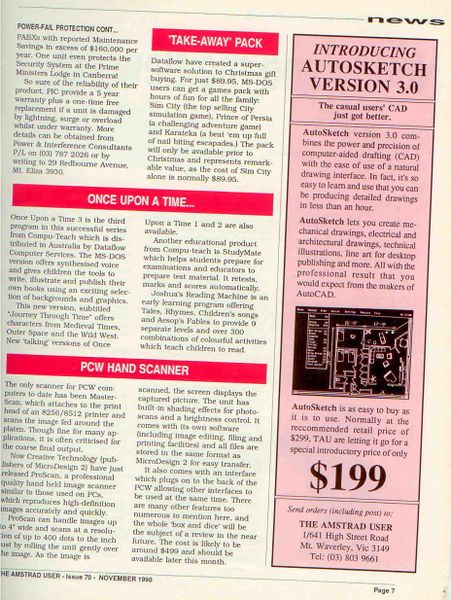 news
POWER-FAIL PROTECTION CONT...
PABXs with reported Maintenance
Savings in excess of $160,000 per
year. One unit even protects the
Security System at the Prime
Ministers Lodge in Canberra!
So sure of the reliability of their
product, PIC provide a 5 year
warranty plus a one-time free
replacement if a unit is damaged
by lightning, surge or overload
whilst under warranty. More
details can be obtained from
Power & Interference Consultants
P/L on (03) 787 2026 or by
writing to 29 Redbourne Avenue,
Mt. Eliza 3930.
'TAKE-AWAY' PACK
Dataflow have created a super-
software solution to Christmas gift
buying. For just $89.95, MS-DOS
users can get a games pack with
hours of fun for all the family:
Sim City (the top selling City
simulation game), Prince of Persia
(a challenging adventure game)
and Karateka (a beat 'em up full
of nail biting escapades.) The pack
will only be available prior to
Christmas and represents remark-
able value, as the cost of Sim City
alone is normally $89.95.
ONCE UPON A TIME...
Once Upon a Time 3 is the third
program in this successful series
from Compu-Teach which is dis-
tributed in Australia by Dataflow
Computer Services. The MS-DOS
version offers synthesised voice
and gives children the tools to
write, illustrate and publish their
own books using an exciting selec-
tion of backgrounds and graphics.
This new version, subtitled
"Journey Through Time" offers
characters from Medieval Times,
Outer Space and the Wild West.
New 'talking' versions of Once
Upon a Time 1 and 2 are also
available.
Another educational product
from Compu-teach is StudyMate
which helps students prepare for
examinations and educators to
prepare test material. It retests,
marks and scores automatically.
Joshua's Reading Machine is an
early learning program offering
Tales, Rhymes, Children's songs
and Aesop's Fables to provide 9
separate levels and over 300
combinations of colourful activities
which teach children to read.
PCW HAND SCANNER
The only scanner for PCW com-
puters to date has been Master-
Scan, which attaches to the print
head of an 8256/8512 printer and
scans the image fed around the
platen. Though fine for many ap-
plications, it is often criticised for
the coarse final output.
Now Creative Technology (pub-
lishers of MicroDesign 2) have just
released ProScan, a professional
quality hand held image scanner
similar to those used on PCs,
which reproduces high-definition
images accurately and quickly.
ProScan can handle images up
to 4" wide and scans at a resolu-
tion of up to 400 dots to the inch
just by rolling the unit gently over
the image. As the image is
scanned, the screen displays the
captured picture. The unit has
built-in shading effects for photo-
scans and a brightness control. It
comes with its own software
(including image editing, filing and
printing facilities) and all files are
stored in the same format as
MicroDesign 2 for easy transfer.
It also comes with an interface
which plugs on to the back of the
PCW allowing other interfaces to
be used at the same time. There
are many other features too
numerous to mention here, and
the whole 'box and dice' will be
the subject of a review in the near
future. The cost is likely to be
around $499 and should be
available later this month.
INTRODUCING
AUTOSKETCH
VERSION 3.0
The casual users' CAD
just got better.
AutoSketch version 3.0 com-
bines the power and precision of
computer-aided drafting (CAD)
with the ease of use of a natural
drawing interface. In fact, it's so
easy to learn and use that you can
be producing detailed drawings
in less than an hour.
AutoSketch lets you create me-
chanical drawings, electrical and
architectural drawings, technical
illustrations, line art for desktop
publishing and more. All with the
professional result that you
would expect from the makers of
AutoCAD.
AutoSketch is as easy to buy as
it is to use. Normally at the
reccommended retail price of
$299, TAU are letting it go for a
special introductory price of only
$199
Send orders (including post) to:
THE AMSTRAD USER
1/641 High Street Road
Mt. Waverley, Vic 3149
Tel: (03) 803 9661
THE AMSTRAD USER - Issue 70 - NOVEMBER 1990
Page 7